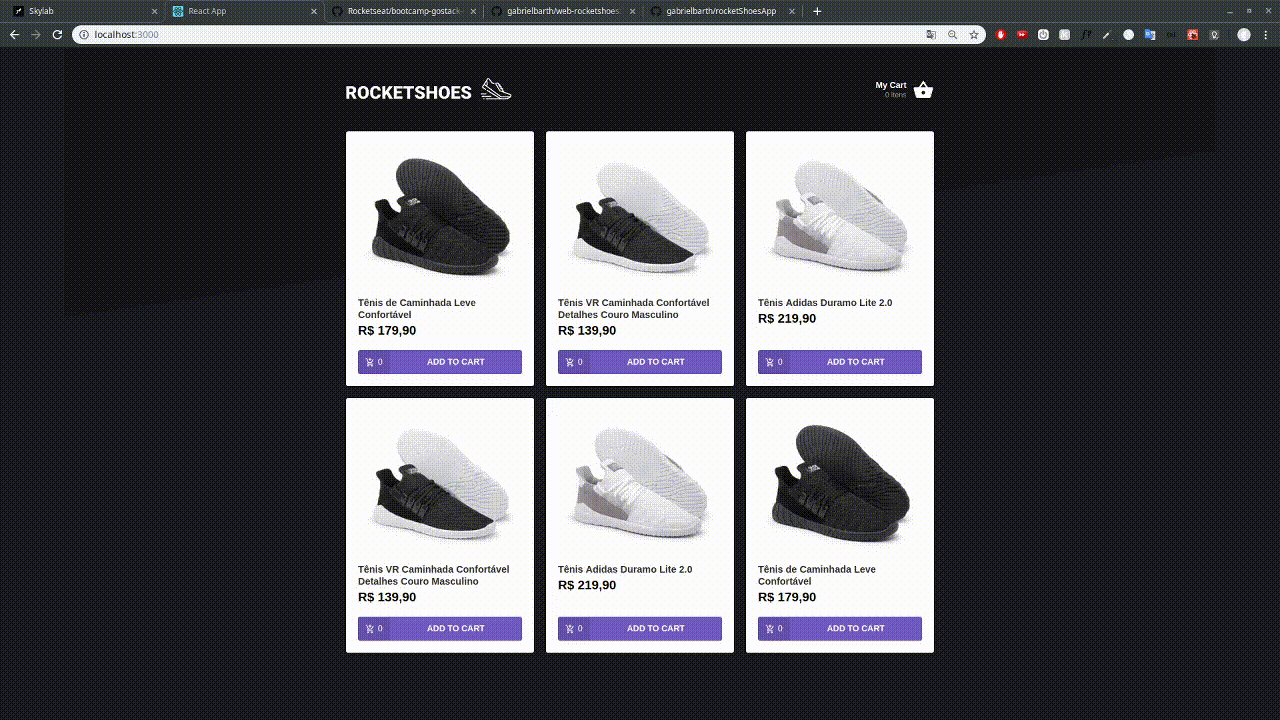 Skylab
React App
Rocketseat/bootcamp-gostack-
gabrielbarth/web-rocketshoes:
gabrielbarth/rocketShoesApp
localhost:3000
ROCKETSHOES
My Cart
0 itens
Tênis de Caminhada Leve
Confortável
R$ 179,90
0 ADD TO CART
Tênis VR Caminhada Confortável
Detalhes Couro Masculino
R$ 139,90
0 ADD TO CART
Tênis Adidas Duramo Lite 2.0
R$ 219,90
0 ADD TO CART
Tênis VR Caminhada Confortável
Detalhes Couro Masculino
R$ 139,90
0 ADD TO CART
Tênis Adidas Duramo Lite 2.0
R$ 219,90
0 ADD TO CART
Tênis de Caminhada Leve
Confortável
R$ 179,90
0 ADD TO CART